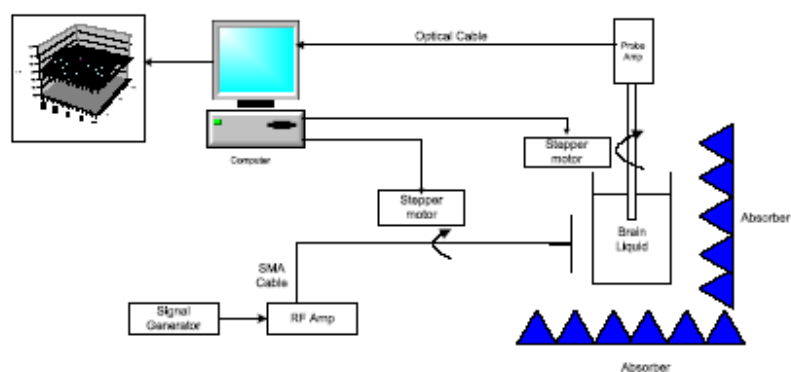 Optical Cable
Probe
Amp
Computer
Stepper
motor
Stepper
motor
Brain
Liquid
Absorber
SMA
Cable
Signal
Generator
RF Amp
Absorber